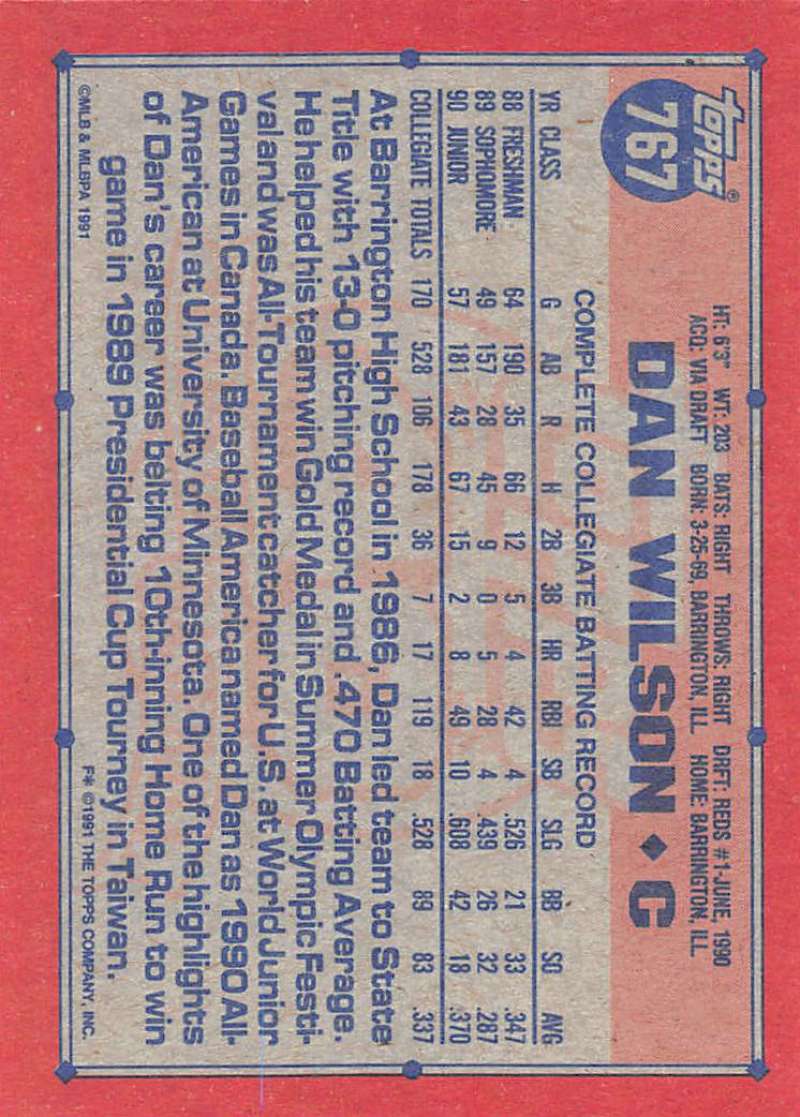 topps®
767
HT: 6'3" WT: 203 BATS: RIGHT THROWS: RIGHT DRFT: REDS #1-JUNE, 1990
ACQ: VIA DRAFT BORN: 3-25-69, BARRINGTON, ILL. HOME: BARRINGTON, ILL.
DAN WILSON ◆ C
COMPLETE COLLEGIATE BATTING RECORD
YR CLASS G AB R H 2B 3B HR RBI SB SLG BB SO AVG
88 FRESHMAN 64 190 35 66 12 5 4 42 4 .526 21 33 .347
89 SOPHOMORE 49 157 28 45 9 0 5 28 4 .439 26 32 .287
90 JUNIOR 57 181 43 67 15 2 8 49 10 .608 42 18 .370
COLLEGIATE TOTALS 170 528 106 178 36 7 17 119 18 .528 89 83 .337
At Barrington High School in 1986, Dan led team to State
Title with 13-0 pitching record and .470 Batting Average.
He helped his team win Gold Medal in Summer Olympic Festi-
val and was All-Tournament catcher for U.S. at World Junior
Games in Canada. Baseball America named Dan as 1990 All-
American at University of Minnesota. One of the highlights
of Dan's career was belting 10th-inning Home Run to win
game in 1989 Presidential Cup Tourney in Taiwan.
©MLB & MLBPA 1991
F* ©1991 THE TOPPS COMPANY, INC.